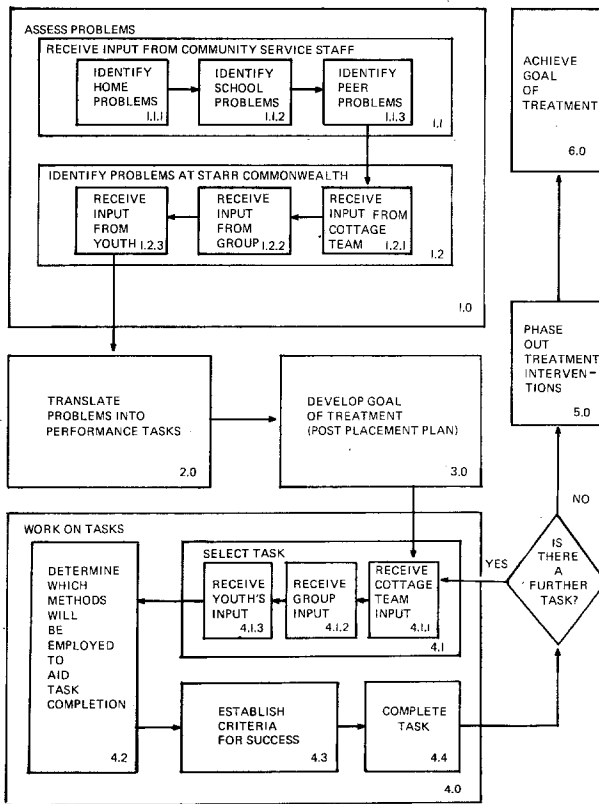 ASSESS PROBLEMS
RECEIVE INPUT FROM COMMUNITY SERVICE STAFF
IDENTIFY
HOME
PROBLEMS
1.1.1
IDENTIFY
SCHOOL
PROBLEMS
1.1.2
IDENTIFY
PEER
PROBLEMS
1.1.3
1.1
IDENTIFY PROBLEMS AT STARR COMMONWEALTH
RECEIVE
INPUT FROM
COTTAGE
TEAM
1.2.1
RECEIVE
INPUT
FROM
GROUP
1.2.2
RECEIVE
INPUT
FROM
YOUTH
1.2.3
1.2
1.0
TRANSLATE
PROBLEMS INTO
PERFORMANCE TASKS
2.0
DEVELOP GOAL
OF TREATMENT
(POST PLACEMENT PLAN)
3.0
WORK ON TASKS
SELECT TASK
RECEIVE
COTTAGE
TEAM
INPUT
4.1.1
RECEIVE
GROUP
INPUT
4.1.2
RECEIVE
YOUTH'S
INPUT
4.1.3
4.1
DETERMINE
WHICH
METHODS
WILL
BE
EMPLOYED
TO
AID
TASK
COMPLETION
4.2
ESTABLISH
CRITERIA
FOR SUCCESS
4.3
COMPLETE
TASK
4.4
4.0
IS
THERE
A
FURTHER
TASK?
YES
NO
PHASE
OUT
TREATMENT
INTERVEN-
TIONS
5.0
ACHIEVE
GOAL
OF
TREATMENT
6.0